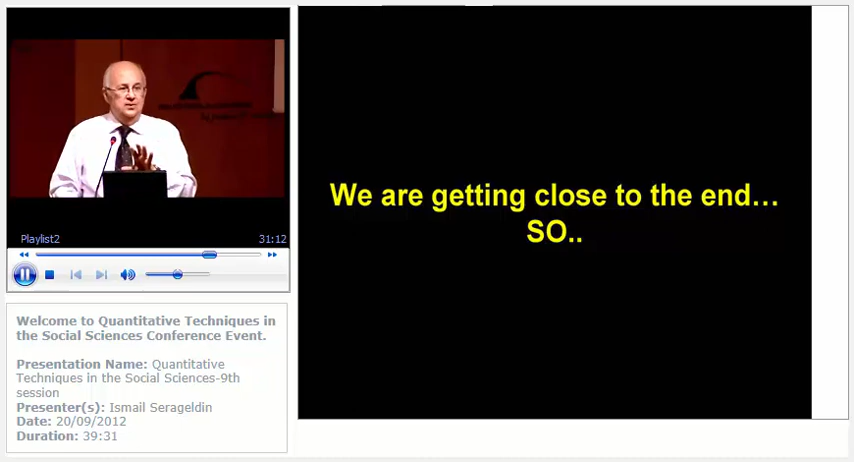 Playlist2
31:12
Welcome to Quantitative Techniques in
the Social Sciences Conference Event.
Presentation Name: Quantitative
Techniques in the Social Sciences-9th
session
Presenter(s): Ismail Serageldin
Date: 20/09/2012
Duration: 39:31
We are getting close to the end...
SO..